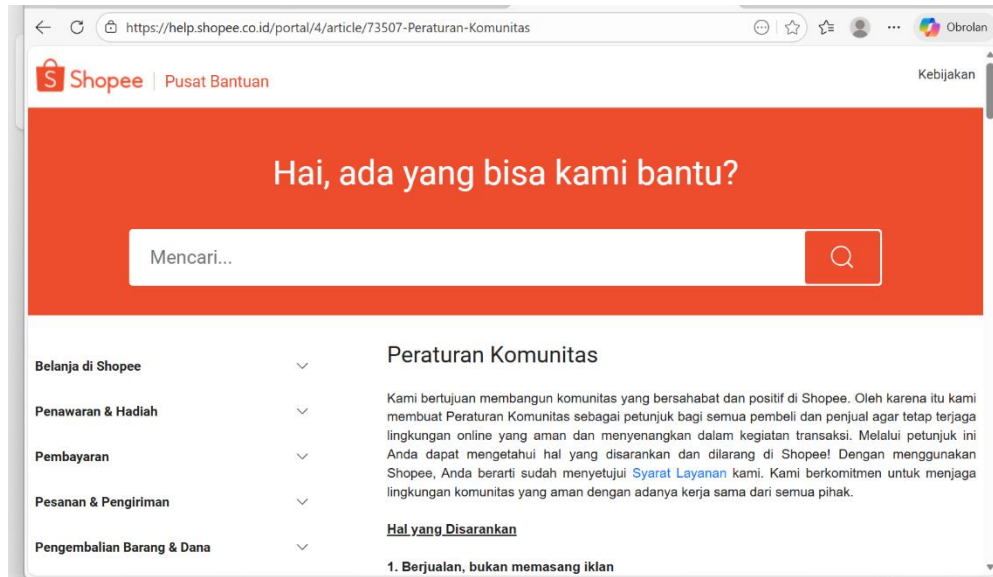 https://help.shopee.co.id/portal/4/article/73507-Peraturan-Komunitas
Obrolan
Shopee
Pusat Bantuan
Kebijakan
Hai, ada yang bisa kami bantu?
Mencari...
Belanja di Shopee
Penawaran & Hadiah
Pembayaran
Pesanan & Pengiriman
Pengembalian Barang & Dana
Peraturan Komunitas
Kami bertujuan membangun komunitas yang bersahabat dan positif di Shopee. Oleh karena itu kami
membuat Peraturan Komunitas sebagai petunjuk bagi semua pembeli dan penjual agar tetap terjaga
lingkungan online yang aman dan menyenangkan dalam kegiatan transaksi. Melalui petunjuk ini
Anda dapat mengetahui hal yang disarankan dan dilarang di Shopee! Dengan menggunakan
Shopee, Anda berarti sudah menyetujui Syarat Layanan kami. Kami berkomitmen untuk menjaga
lingkungan komunitas yang aman dengan adanya kerja sama dari semua pihak.
Hal yang Disarankan
1. Berjualan, bukan memasang iklan